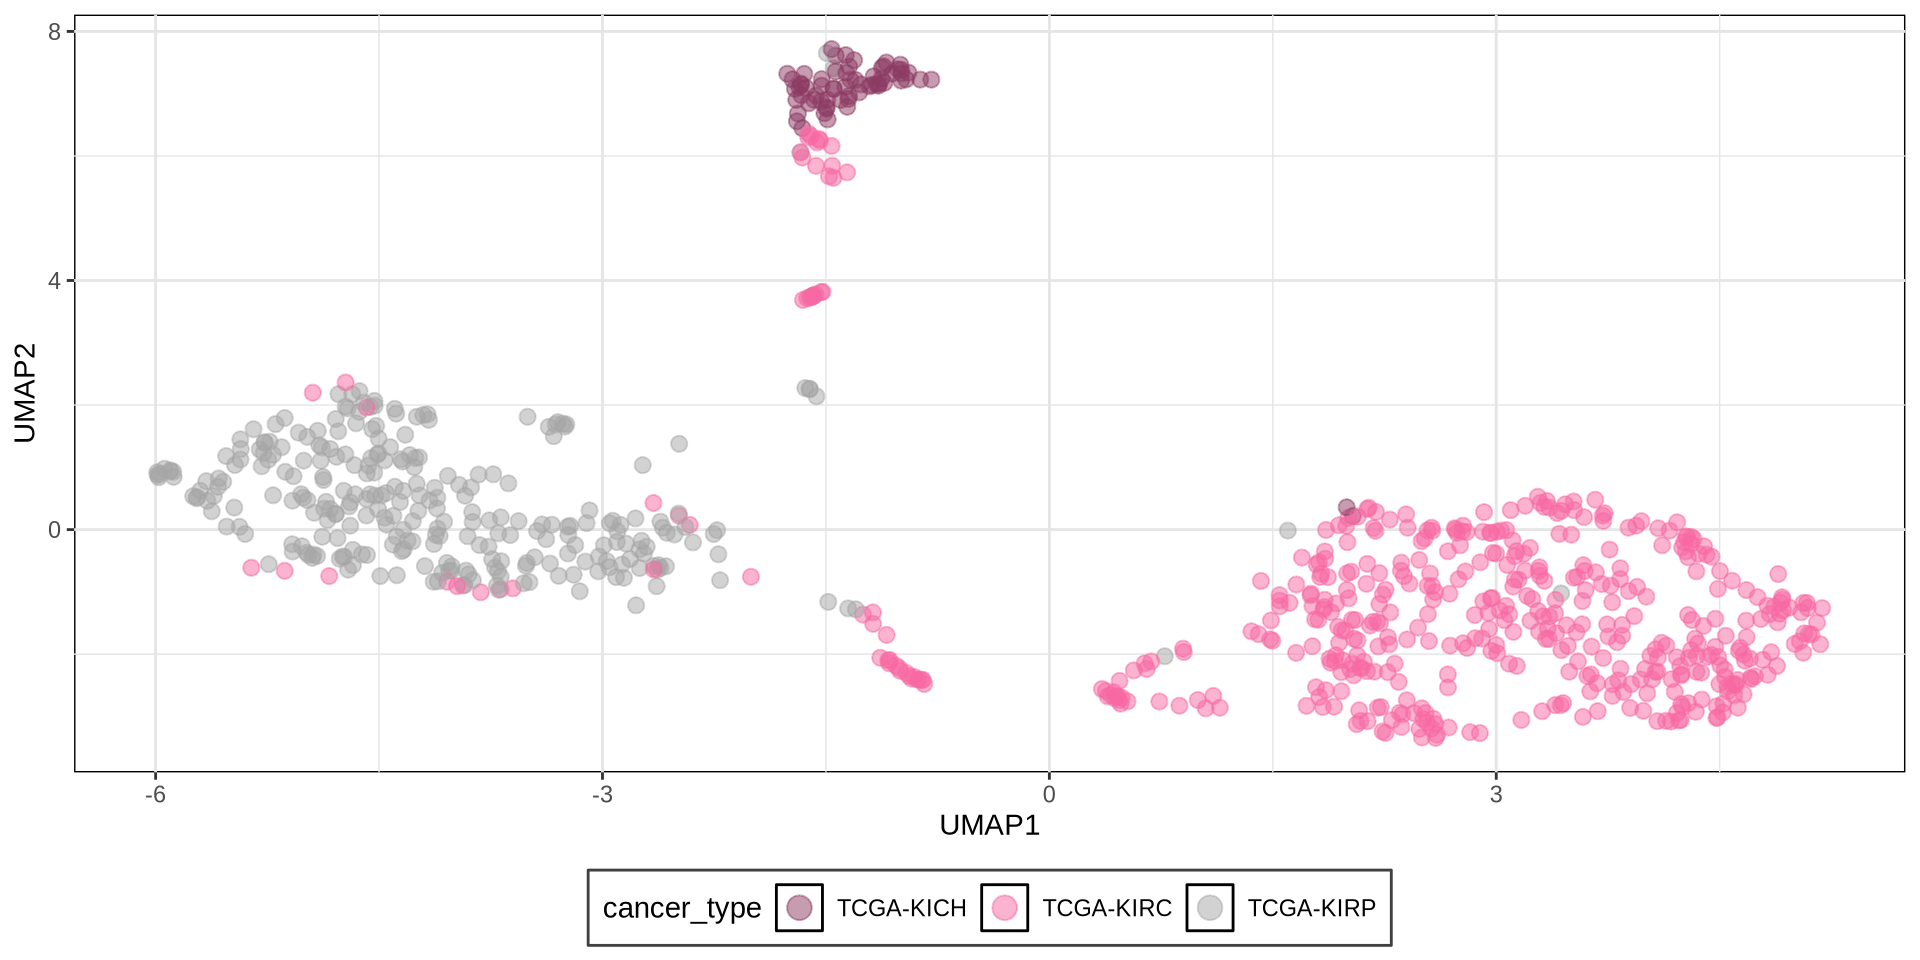 8
4
0
UMAP2
-6 -3 0 3
UMAP1
cancer_type TCGA-KICH TCGA-KIRC TCGA-KIRP